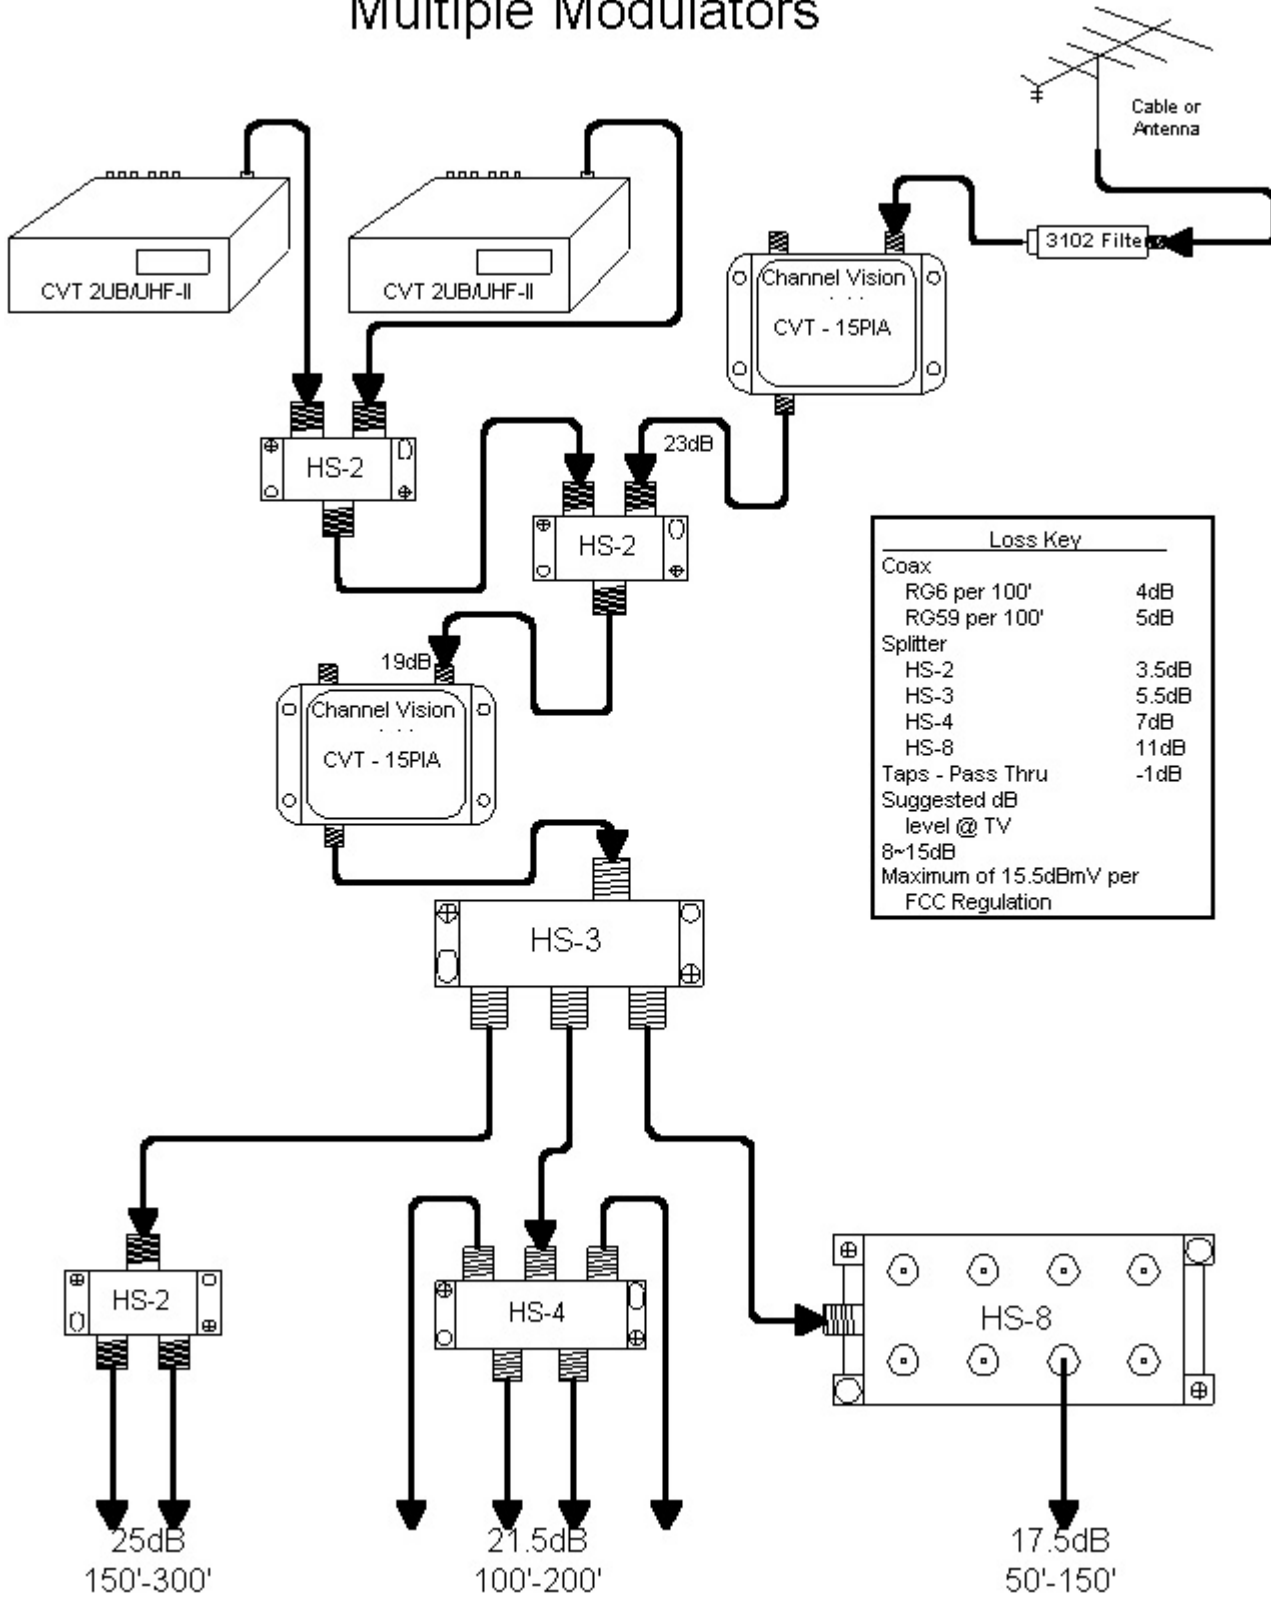 Multiple Modulators
Cable or
Antenna
3102 Filte
CVT 2UB/UHF-II
CVT 2UB/UHF-II
Channel Vision
CVT - 15PIA
HS-2
23dB
HS-2
19dB
Channel Vision
CVT - 15PIA
Loss Key
Coax
RG6 per 100' 4dB
RG59 per 100' 5dB
Splitter
HS-2 3.5dB
HS-3 5.5dB
HS-4 7dB
HS-8 11dB
Taps - Pass Thru -1dB
Suggested dB
level @ TV
8~15dB
Maximum of 15.5dBmV per
FCC Regulation
HS-3
HS-2
HS-4
HS-8
25dB
150'-300'
21.5dB
100'-200'
17.5dB
50'-150'